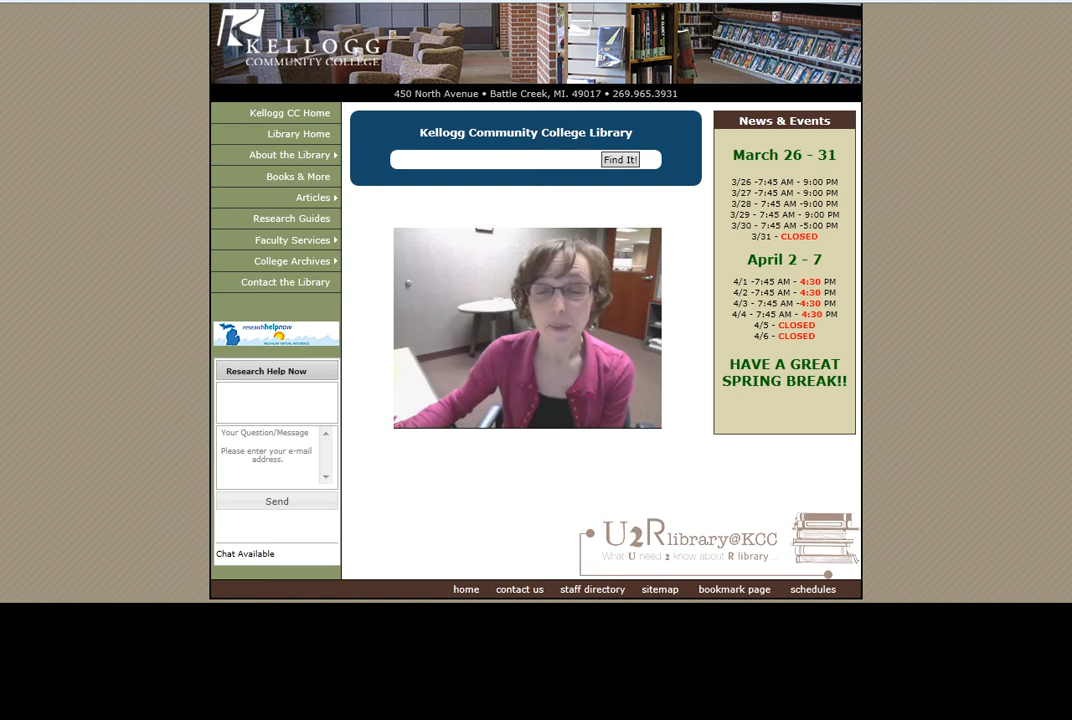 KELLOGG
COMMUNITY COLLEGE
450 North Avenue • Battle Creek, MI. 49017 • 269.965.3931
Kellogg CC Home
Library Home
About the Library
Books & More
Articles
Research Guides
Faculty Services
College Archives
Contact the Library
researchhelpnow
MICHIGAN VIRTUAL REFERENCE
Research Help Now
Your Question/Message
Please enter your e-mail
address.
Send
Chat Available
Kellogg Community College Library
Find It!
News & Events
March 26 - 31
3/26 -7:45 AM - 9:00 PM
3/27 -7:45 AM - 9:00 PM
3/28 - 7:45 AM -9:00 PM
3/29 - 7:45 AM - 9:00 PM
3/30 - 7:45 AM -5:00 PM
3/31 - CLOSED
April 2 - 7
4/1 -7:45 AM - 4:30 PM
4/2 -7:45 AM - 4:30 PM
4/3 - 7:45 AM -4:30 PM
4/4 - 7:45 AM - 4:30 PM
4/5 - CLOSED
4/6 - CLOSED
HAVE A GREAT
SPRING BREAK!!
U2Rlibrary@KCC
What U need 2 know about R library...
home contact us staff directory sitemap bookmark page schedules